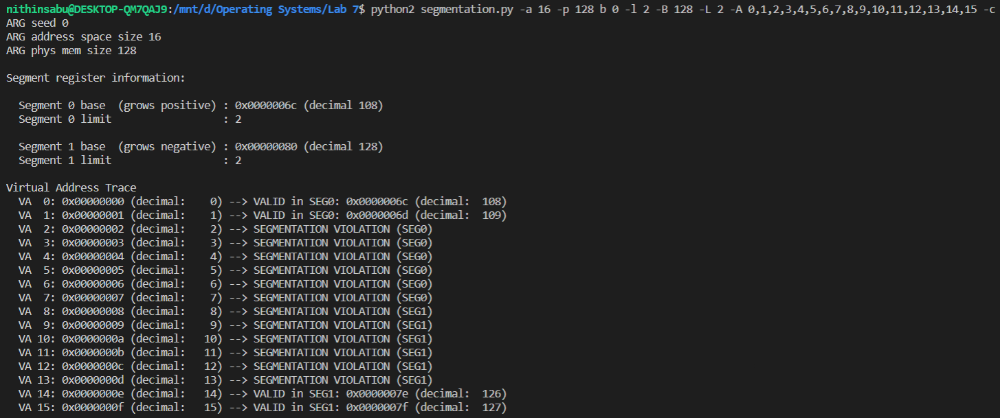 nithinsabu@DESKTOP-QM7QAJ9:/mnt/d/Operating Systems/Lab 7$ python2 segmentation.py -a 16 -p 128 b 0 -l 2 -B 128 -L 2 -A 0,1,2,3,4,5,6,7,8,9,10,11,12,13,14,15 -c
ARG seed 0
ARG address space size 16
ARG phys mem size 128
Segment register information:
Segment 0 base  (grows positive) : 0x0000006c (decimal 108)
Segment 0 limit                  : 2
Segment 1 base  (grows negative) : 0x00000080 (decimal 128)
Segment 1 limit                  : 2
Virtual Address Trace
VA  0: 0x00000000 (decimal:    0) --> VALID in SEG0: 0x0000006c (decimal:  108)
VA  1: 0x00000001 (decimal:    1) --> VALID in SEG0: 0x0000006d (decimal:  109)
VA  2: 0x00000002 (decimal:    2) --> SEGMENTATION VIOLATION (SEG0)
VA  3: 0x00000003 (decimal:    3) --> SEGMENTATION VIOLATION (SEG0)
VA  4: 0x00000004 (decimal:    4) --> SEGMENTATION VIOLATION (SEG0)
VA  5: 0x00000005 (decimal:    5) --> SEGMENTATION VIOLATION (SEG0)
VA  6: 0x00000006 (decimal:    6) --> SEGMENTATION VIOLATION (SEG0)
VA  7: 0x00000007 (decimal:    7) --> SEGMENTATION VIOLATION (SEG0)
VA  8: 0x00000008 (decimal:    8) --> SEGMENTATION VIOLATION (SEG1)
VA  9: 0x00000009 (decimal:    9) --> SEGMENTATION VIOLATION (SEG1)
VA 10: 0x0000000a (decimal:   10) --> SEGMENTATION VIOLATION (SEG1)
VA 11: 0x0000000b (decimal:   11) --> SEGMENTATION VIOLATION (SEG1)
VA 12: 0x0000000c (decimal:   12) --> SEGMENTATION VIOLATION (SEG1)
VA 13: 0x0000000d (decimal:   13) --> SEGMENTATION VIOLATION (SEG1)
VA 14: 0x0000000e (decimal:   14) --> VALID in SEG1: 0x0000007e (decimal:  126)
VA 15: 0x0000000f (decimal:   15) --> VALID in SEG1: 0x0000007f (decimal:  127)